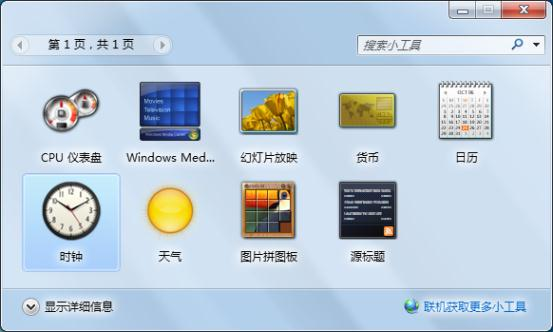 第 1 页 , 共 1 页
搜索小工具
CPU 仪表盘
Windows Med...
幻灯片放映
货币
日历
Movies
Television
Music
OCT 06
时钟
天气
图片拼图板
源标题
显示详细信息
联机获取更多小工具